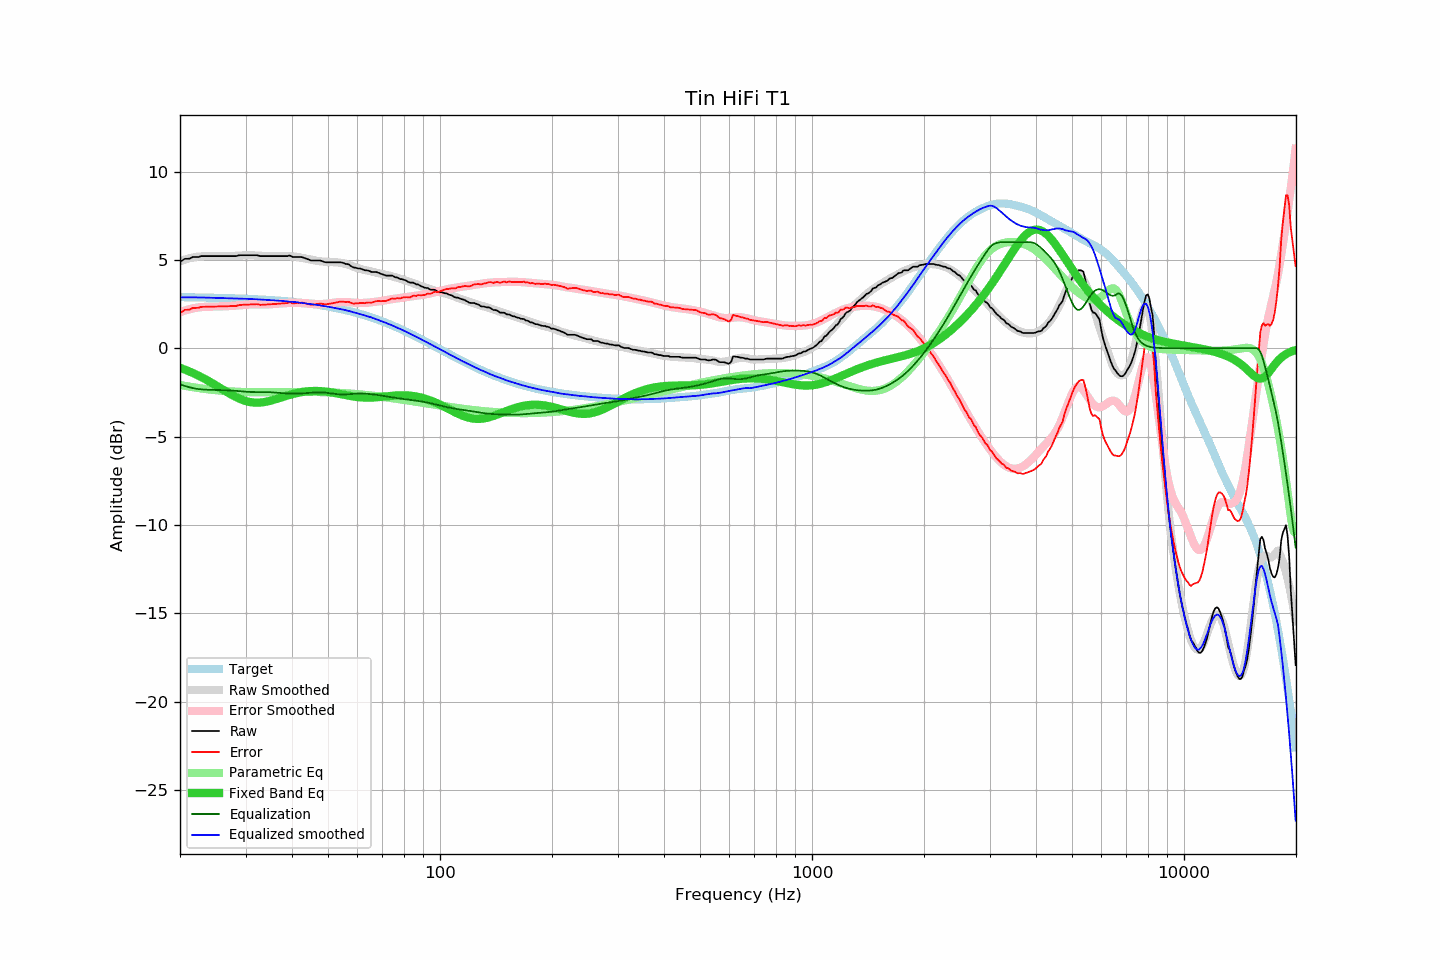 Tin HiFi T1
10
5
0
−5
−10
−15
−20
−25
Amplitude (dBr)
Target
Raw Smoothed
Error Smoothed
Raw
Error
Parametric Eq
Fixed Band Eq
Equalization
Equalized smoothed
100
1000
10000
Frequency (Hz)